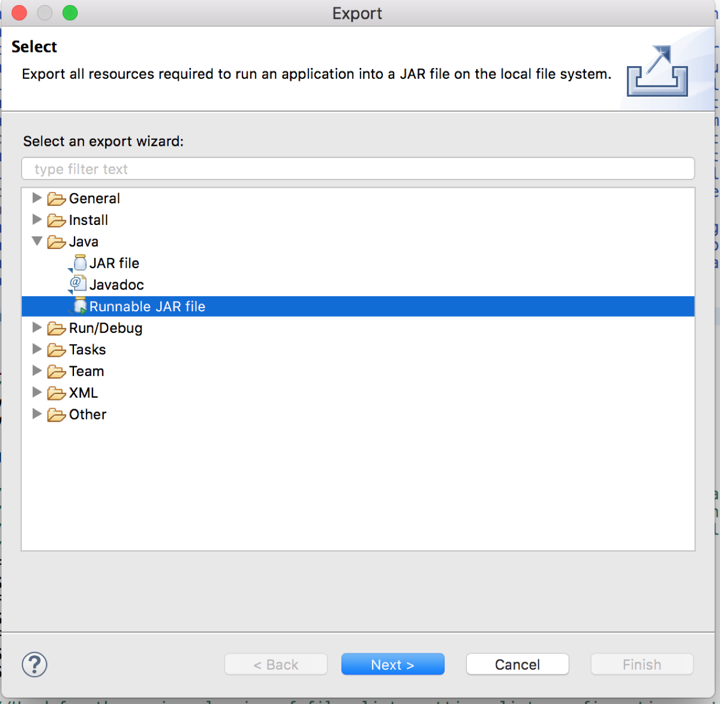 Export
Select
Export all resources required to run an application into a JAR file on the local file system.
Select an export wizard:
type filter text
General
Install
Java
JAR file
@
Javadoc
Runnable JAR file
Run/Debug
Tasks
Team
XML
Other
?
< Back
Next >
Cancel
Finish